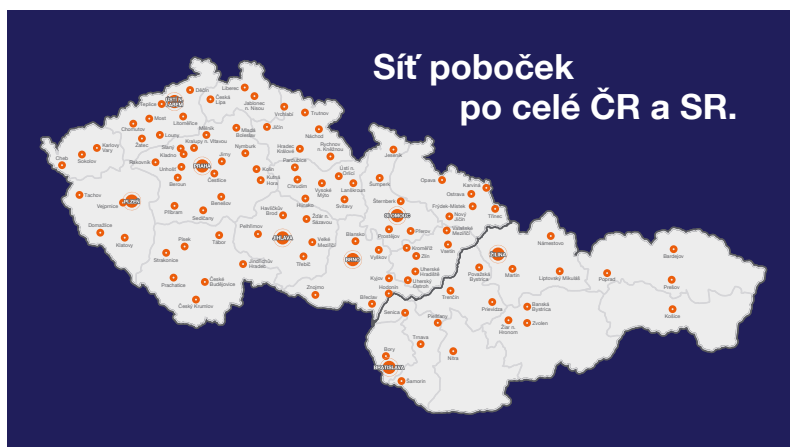 Síť poboček
po celé ČR a SR.
Liberec
Děčín
ÚSTÍ N.
LABEM
Teplice
Česká
Lípa
Jablonec
n. Nisou
Vrchlabí
Trutnov
Most
Litoměřice
Chomutov
Žatec
Louny
Mělník
Mladá
Boleslav
Jičín
Náchod
Slaný
Kralupy n. Vltavou
Kladno
Karlovy
Vary
Cheb
Sokolov
Rakovník
PRAHA
Jirny
Nymburk
Hradec
Králové
Rychnov
n. Kněžnou
Jeseník
Unhošť
Beroun
Čestlice
Kolín
Kutná
Hora
Pardubice
Chrudim
Ústí n.
Orlicí
Vysoké
Mýto
Lanškroun
Šumperk
Opava
Karviná
Ostrava
Tachov
PLZEŇ
Vejprnice
Příbram
Sedlčany
Benešov
Havlíčkův
Brod
Hlinsko
Svitavy
Šternberk
OLOMOUC
Frýdek-Místek
Nový
Jičín
Třinec
Domažlice
Klatovy
Písek
Tábor
Pelhřimov
JIHLAVA
Žďár n.
Sázavou
Velké
Meziříčí
Blansko
Prostějov
Přerov
Valašské
Meziříčí
Strakonice
Jindřichův
Hradec
Třebíč
BRNO
Vyškov
Kroměříž
Zlín
Vsetín
Prachatice
České
Budějovice
Český Krumlov
Znojmo
Kyjov
Uherské
Hradiště
Uherský
Ostroh
Hodonín
Břeclav
ŽILINA
Námestovo
Považská
Bystrica
Martin
Liptovský Mikuláš
Poprad
Bardejov
Prešov
Košice
Trenčín
Prievidza
Banská
Bystrica
Žiar n.
Hronom
Zvolen
Senica
Piešťany
Trnava
Nitra
Bory
BRATISLAVA
Šamorín